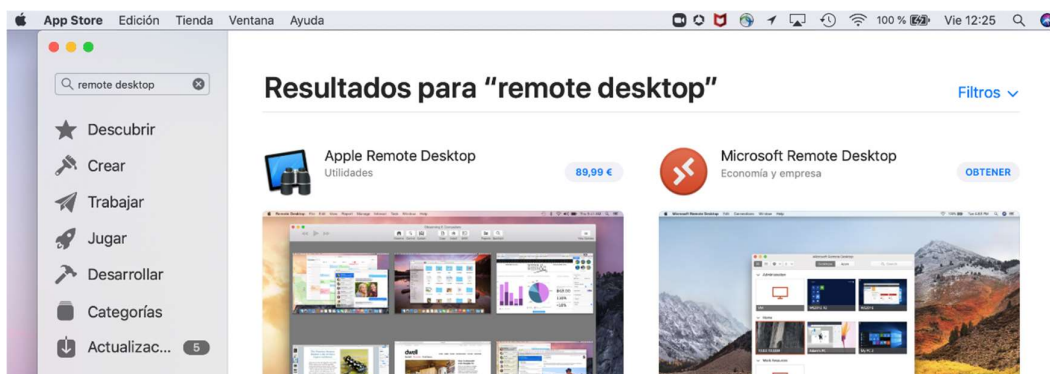 App Store Edición Tienda Ventana Ayuda 100 % Vie 12:25
remote desktop
Resultados para “remote desktop”
Filtros
Descubrir
Crear
Trabajar
Jugar
Desarrollar
Categorías
Actualizac... 5
Apple Remote Desktop
Utilidades
89,99 €
Microsoft Remote Desktop
Economía y empresa
OBTENER
dwell